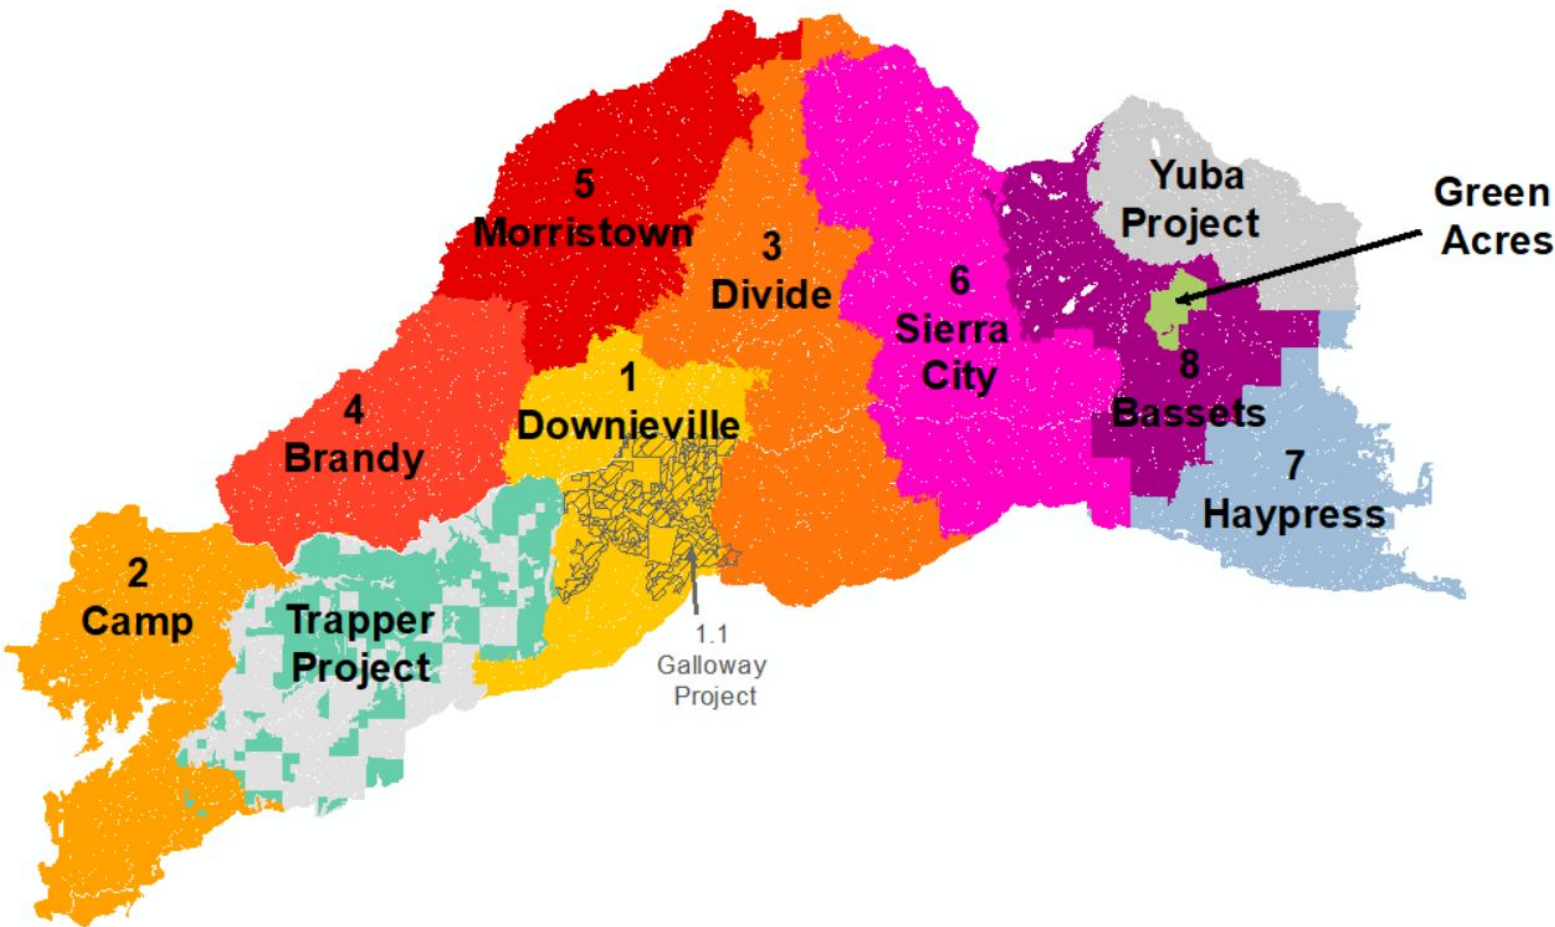 5
Morristown
3
Divide
6
Sierra
City
Yuba
Project
Green
Acres
4
Brandy
1
Downieville
8
Bassets
7
Haypress
2
Camp
Trapper
Project
1.1
Galloway
Project